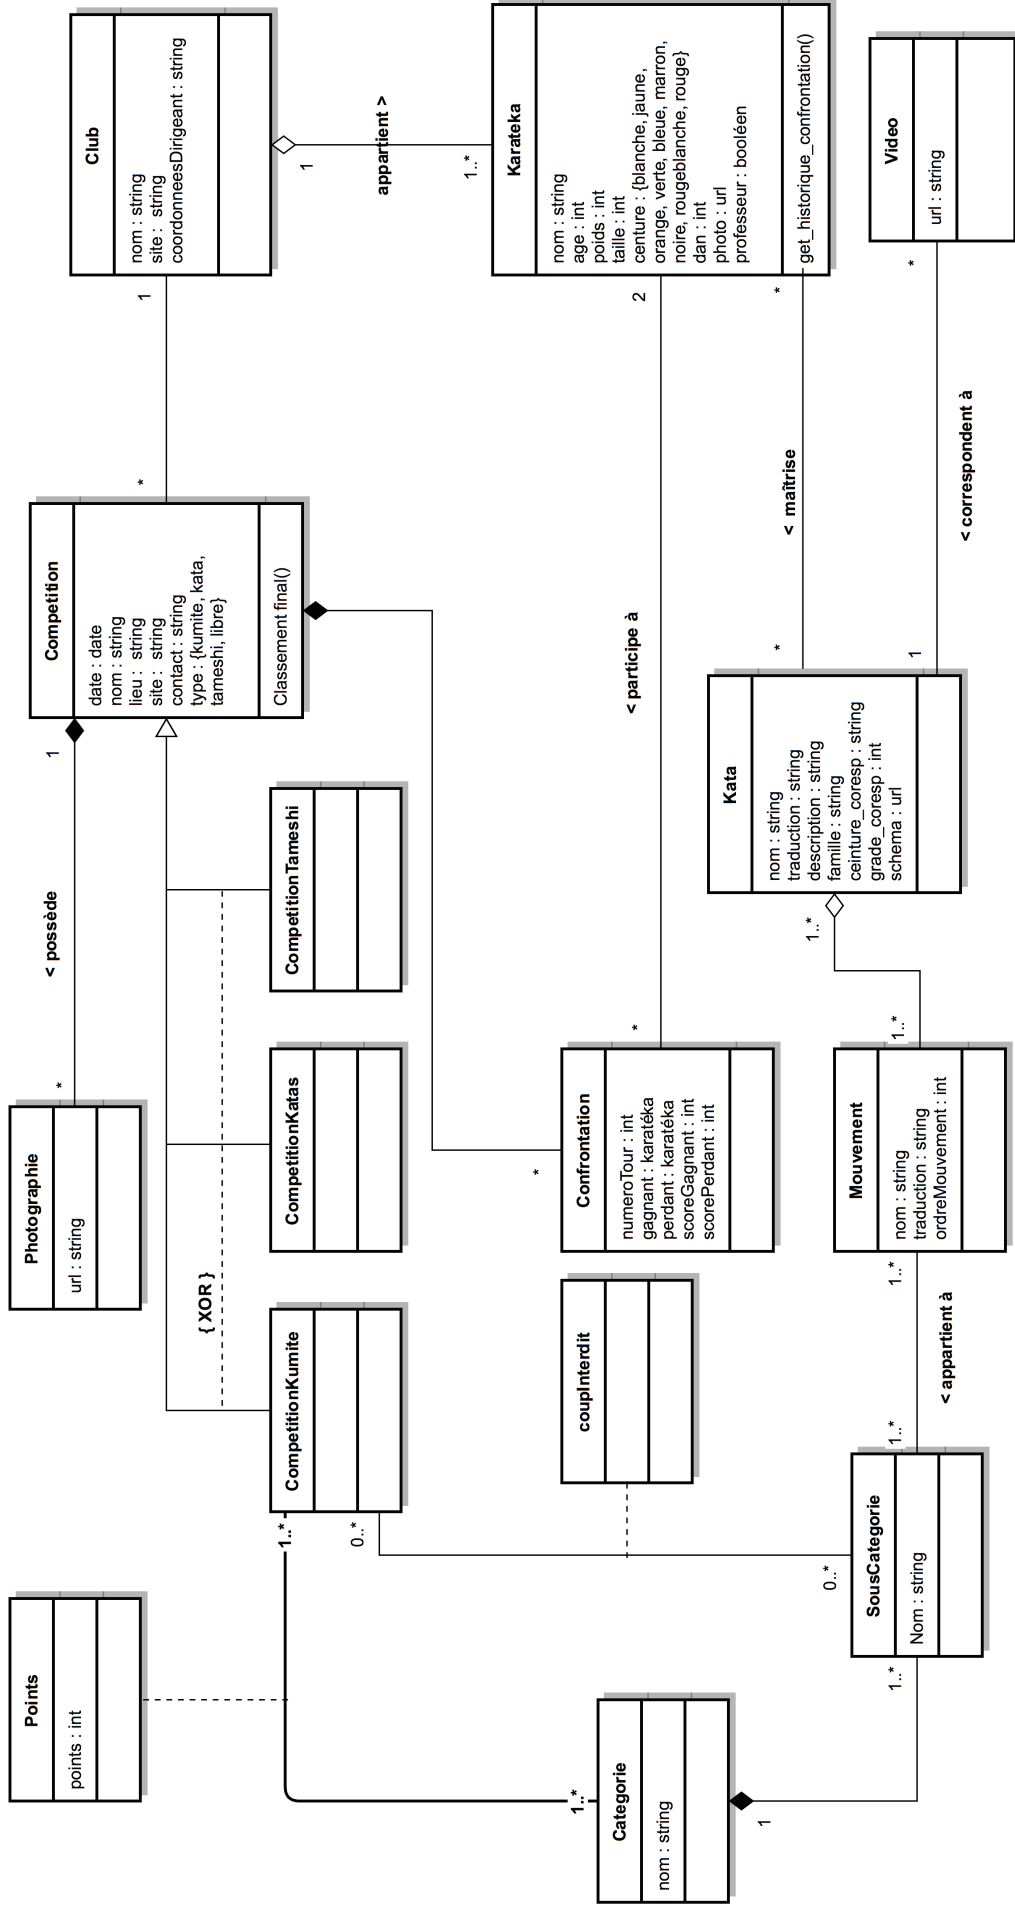 Points
points : int
Photographie
url : string
*
< possède
1
Competition
date : date
nom : string
lieu :  string
site :  string
contact : string
type : {kumite, kata,
tameshi, libre}
Classement final()
*
1
Club
nom : string
site :  string
coordonneesDirigeant : string
{ XOR }
1..*
CompetitionKumite
0..*
CompetitionKatas
CompetitionTameshi
1
appartient >
1..*
1..*
Categorie
nom : string
1
coupInterdit
*
Confrontation
numeroTour : int
gagnant : karatéka
perdant : karatéka
scoreGagnant : int
scorePerdant : int
*
< participe à
2
Karateka
nom : string
age : int
poids : int
taille : int
centure : {blanche, jaune,
orange, verte, bleue, marron,
noire, rougeblanche, rouge}
dan : int
photo : url
professeur : booléen
get_historique_confrontation()
0..*
1..*
SousCategorie
Nom : string
1..*
< appartient à
1..*
Mouvement
nom : string
traduction : string
ordreMouvement : int
1..*
1..*
Kata
nom : string
traduction : string
description : string
famille : string
ceinture_coresp : string
grade_coresp : int
schema : url
*
< maîtrise
*
1
< correspondent à
*
Video
url : string